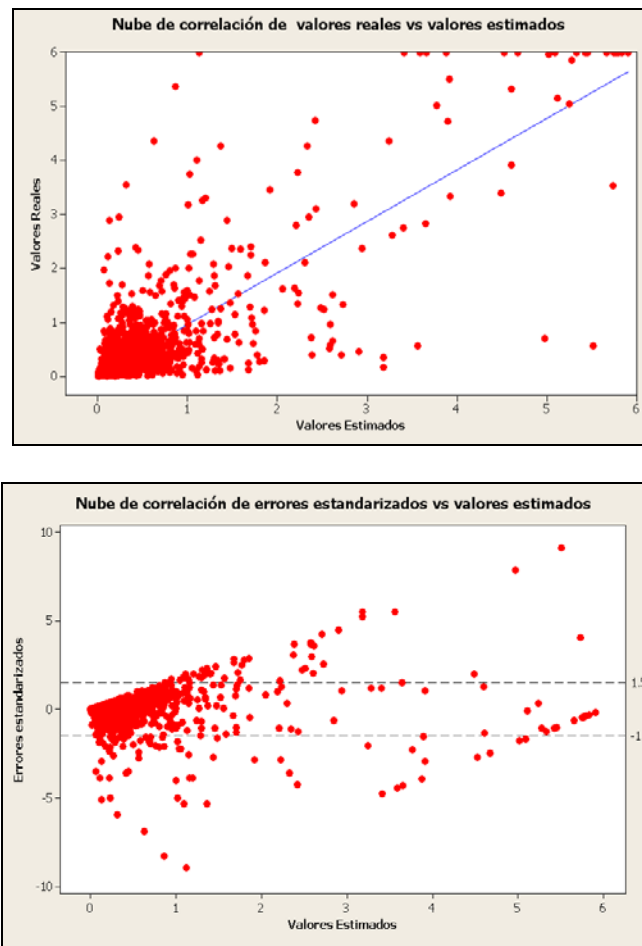 Nube de correlación de valores reales vs valores estimados
6
5
4
3
2
1
0
Valores Reales
0 1 2 3 4 5 6
Valores Estimados
Nube de correlación de errores estandarizados vs valores estimados
10
5
0
-5
-10
Errores estandarizados
1.5
-1
0 1 2 3 4 5 6
Valores Estimados